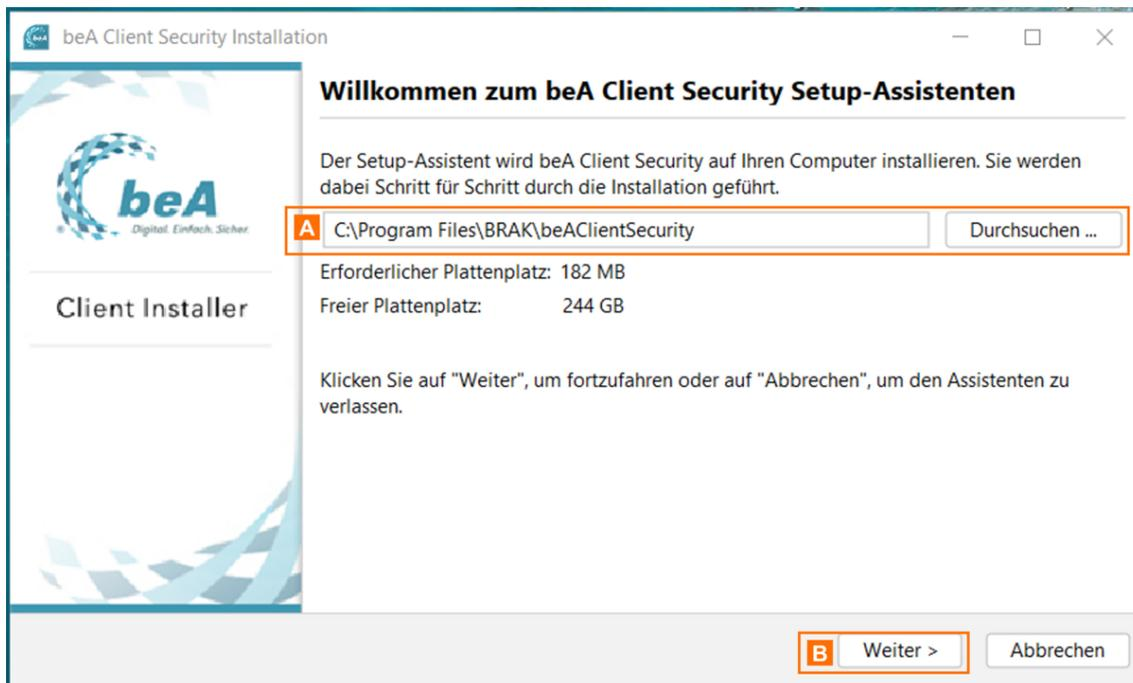 beA Client Security Installation
Willkommen zum beA Client Security Setup-Assistenten
Der Setup-Assistent wird beA Client Security auf Ihren Computer installieren. Sie werden
dabei Schritt für Schritt durch die Installation geführt.
beA
Digital. Einfach. Sicher.
A C:\Program Files\BRAK\beAClientSecurity Durchsuchen ...
Erforderlicher Plattenplatz: 182 MB
Freier Plattenplatz: 244 GB
Client Installer
Klicken Sie auf "Weiter", um fortzufahren oder auf "Abbrechen", um den Assistenten zu
verlassen.
B Weiter > Abbrechen